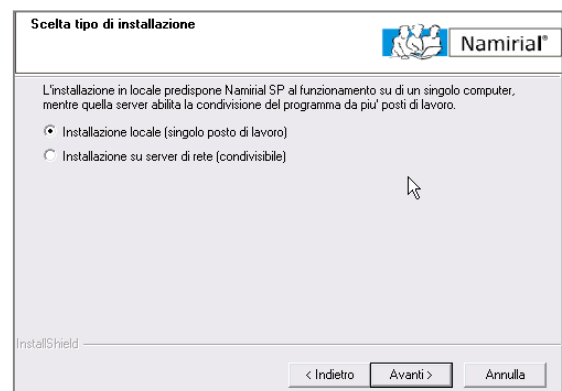 Scelta tipo di installazione
Namirial®
L'installazione in locale predispone Namirial SP al funzionamento su di un singolo computer,
mentre quella server abilita la condivisione del programma da piu' posti di lavoro.
Installazione locale (singolo posto di lavoro)
Installazione su server di rete (condivisibile)
InstallShield
< Indietro
Avanti >
Annulla